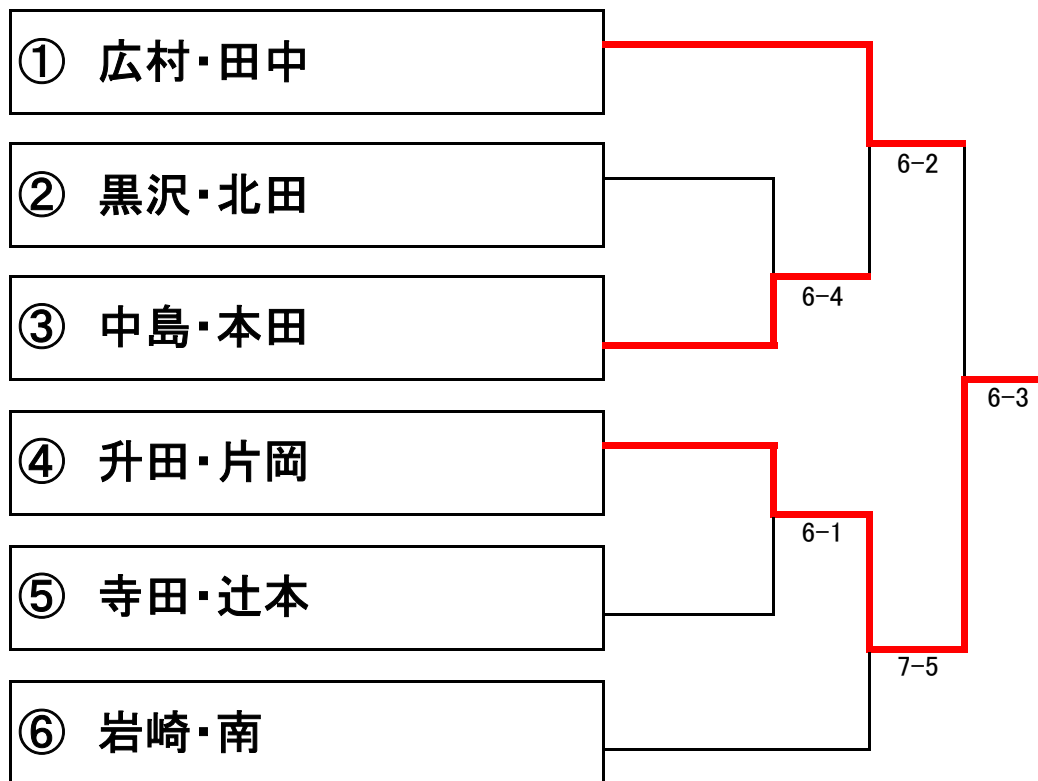 ① 広村・田中
6-2
② 黒沢・北田
6-4
③ 中島・本田
6-3
④ 升田・片岡
6-1
⑤ 寺田・辻本
7-5
⑥ 岩崎・南